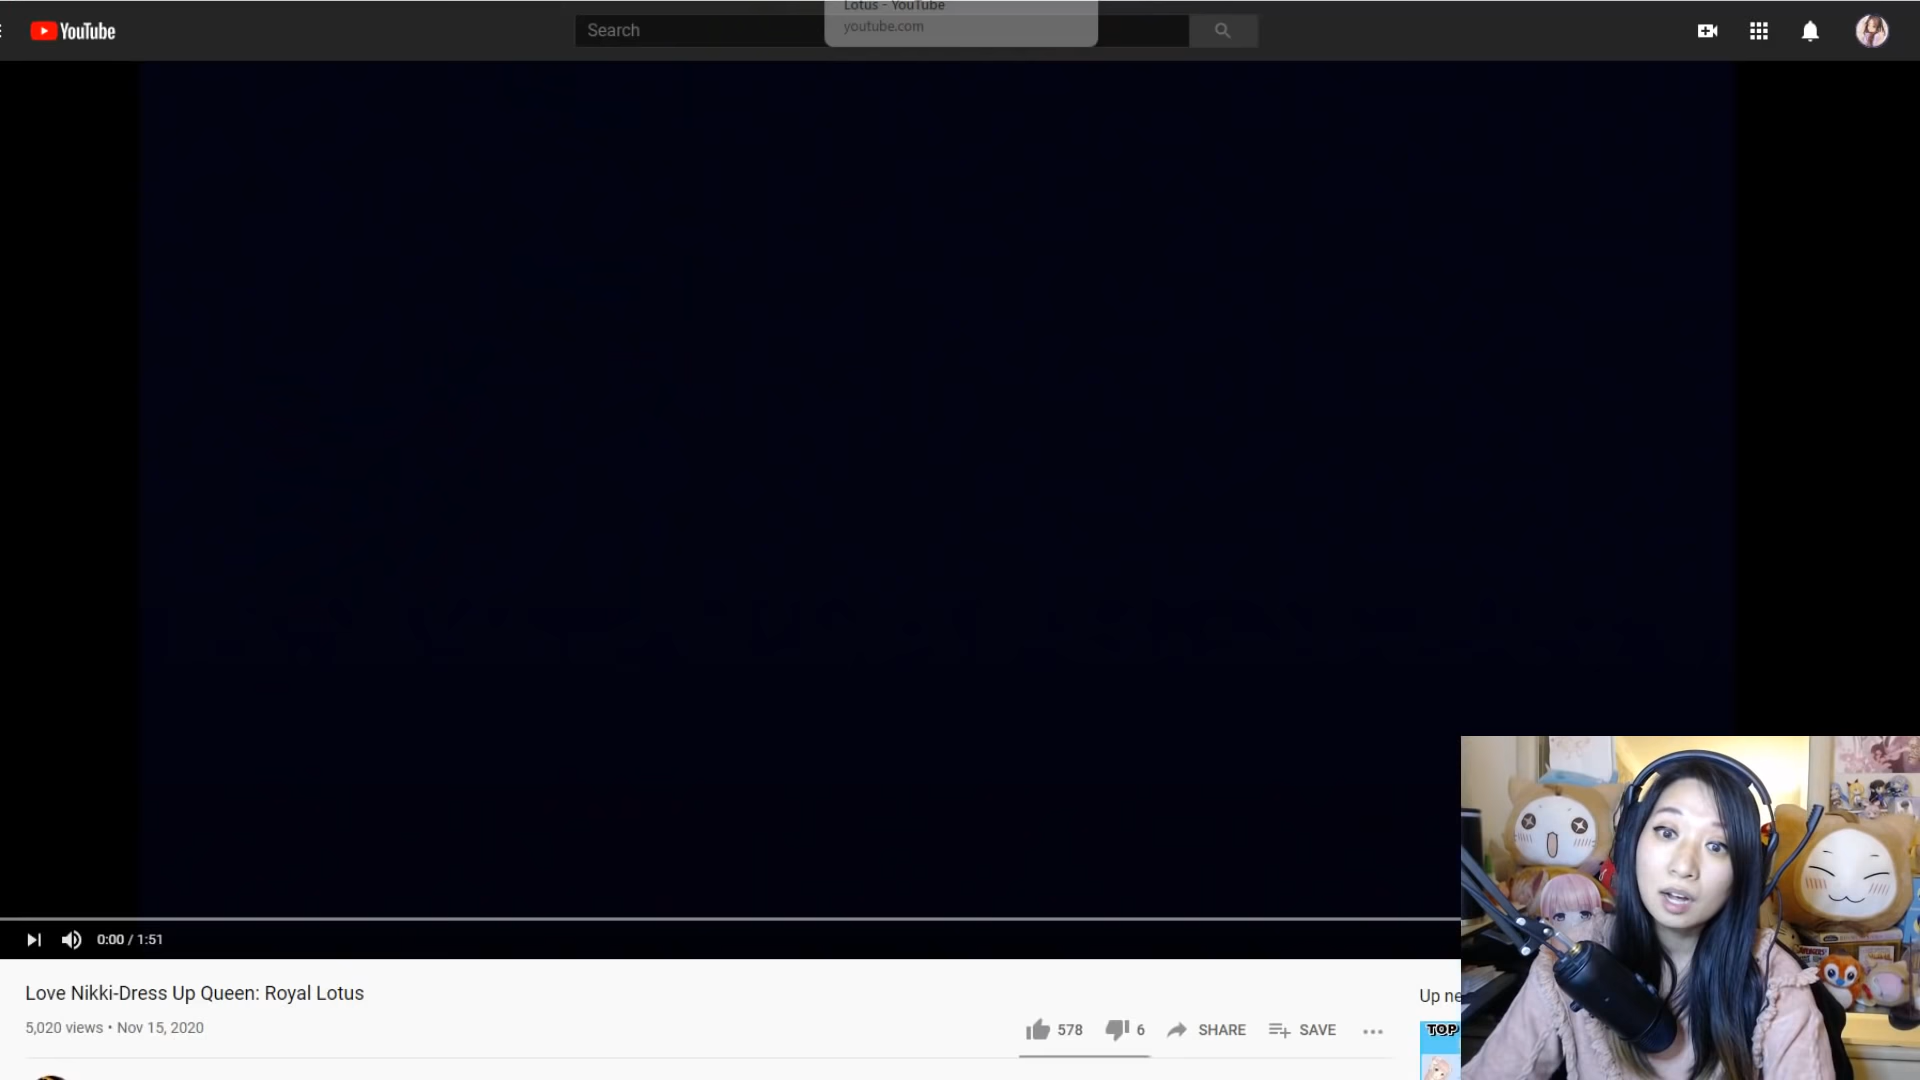 YouTube
Search
Lotus - YouTube
youtube.com
0:00 / 1:51
Love Nikki-Dress Up Queen: Royal Lotus
5,020 views • Nov 15, 2020
578
6
SHARE
SAVE
Up ne
TOP